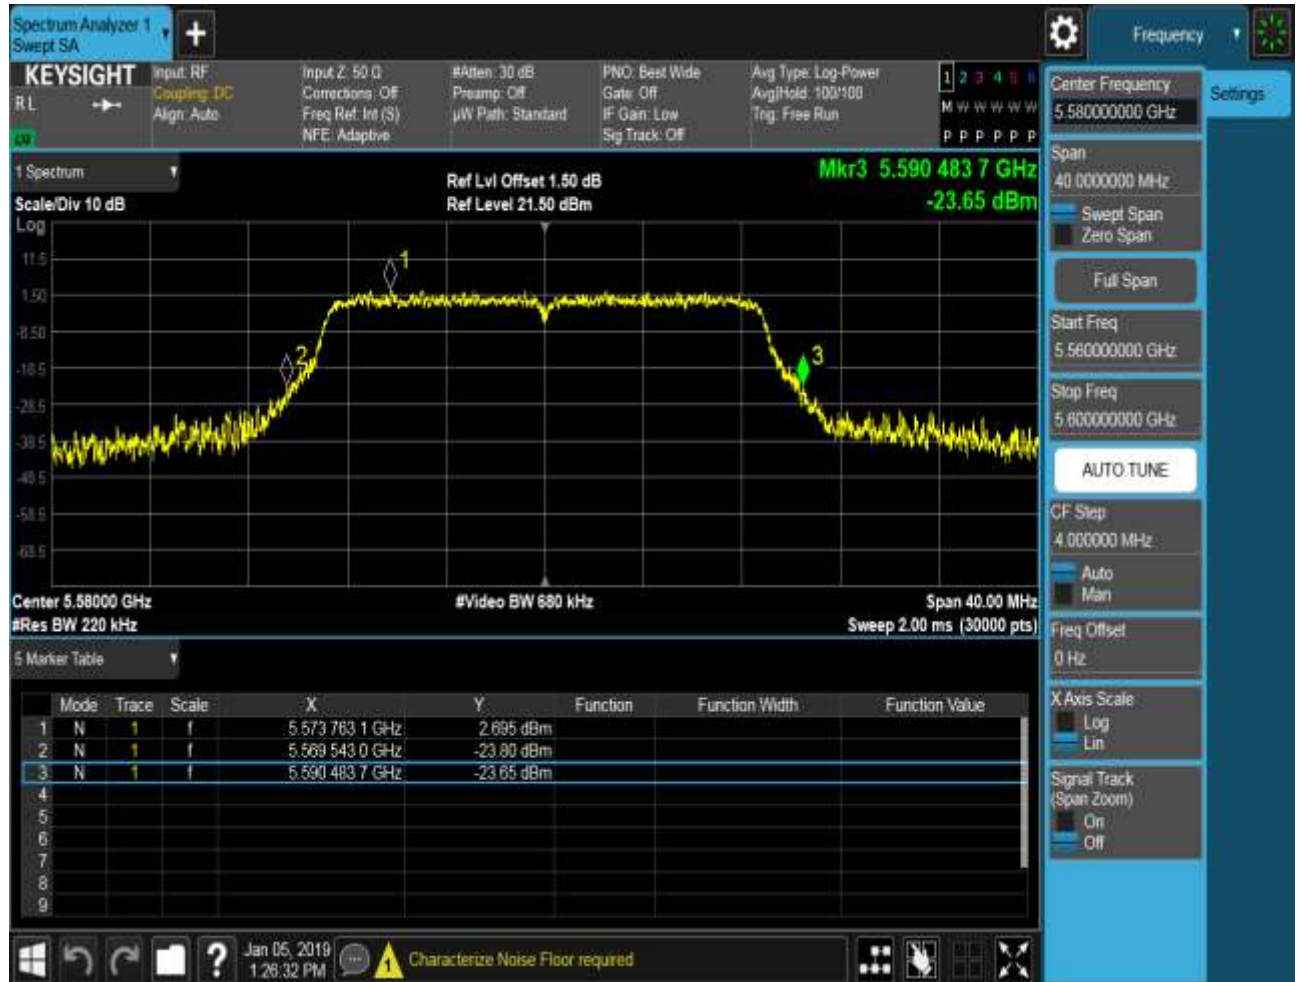 Spectrum Analyzer 1
Swept SA
Frequency
KEYSIGHT
R L
Input: RF
Coupling: DC
Align: Auto
Input Z: 50 Ω
Corrections: Off
Freq Ref: Int (S)
NFE: Adaptive
#Atten: 30 dB
Preamp: Off
µW Path: Standard
PNO: Best Wide
Gate: Off
IF Gain: Low
Sig Track: Off
Avg Type: Log-Power
Avg|Hold: 100/100
Trig: Free Run
1 2 3 4 5 6
M W W W W W
P P P P P P
1 Spectrum
Scale/Div 10 dB
Log
Ref Lvl Offset 1.50 dB
Ref Level 21.50 dBm
Mkr3 5.590 483 7 GHz
-23.65 dBm
11.5
1.50
-8.50
-18.5
-28.5
-38.5
-48.5
-58.5
-68.5
1
2
3
Center 5.58000 GHz
#Video BW 680 kHz
Span 40.00 MHz
#Res BW 220 kHz
Sweep 2.00 ms (30000 pts)
5 Marker Table
Mode Trace Scale X Y Function Function Width Function Value
1 N 1 f 5.573 763 1 GHz 2.695 dBm
2 N 1 f 5.569 543 0 GHz -23.80 dBm
3 N 1 f 5.590 483 7 GHz -23.65 dBm
4
5
6
7
8
9
Jan 05, 2019
1:26:32 PM
Characterize Noise Floor required
Center Frequency
5.580000000 GHz
Settings
Span
40.0000000 MHz
Swept Span
Zero Span
Full Span
Start Freq
5.560000000 GHz
Stop Freq
5.600000000 GHz
AUTO TUNE
CF Step
4.000000 MHz
Auto
Man
Freq Offset
0 Hz
X Axis Scale
Log
Lin
Signal Track
(Span Zoom)
On
Off